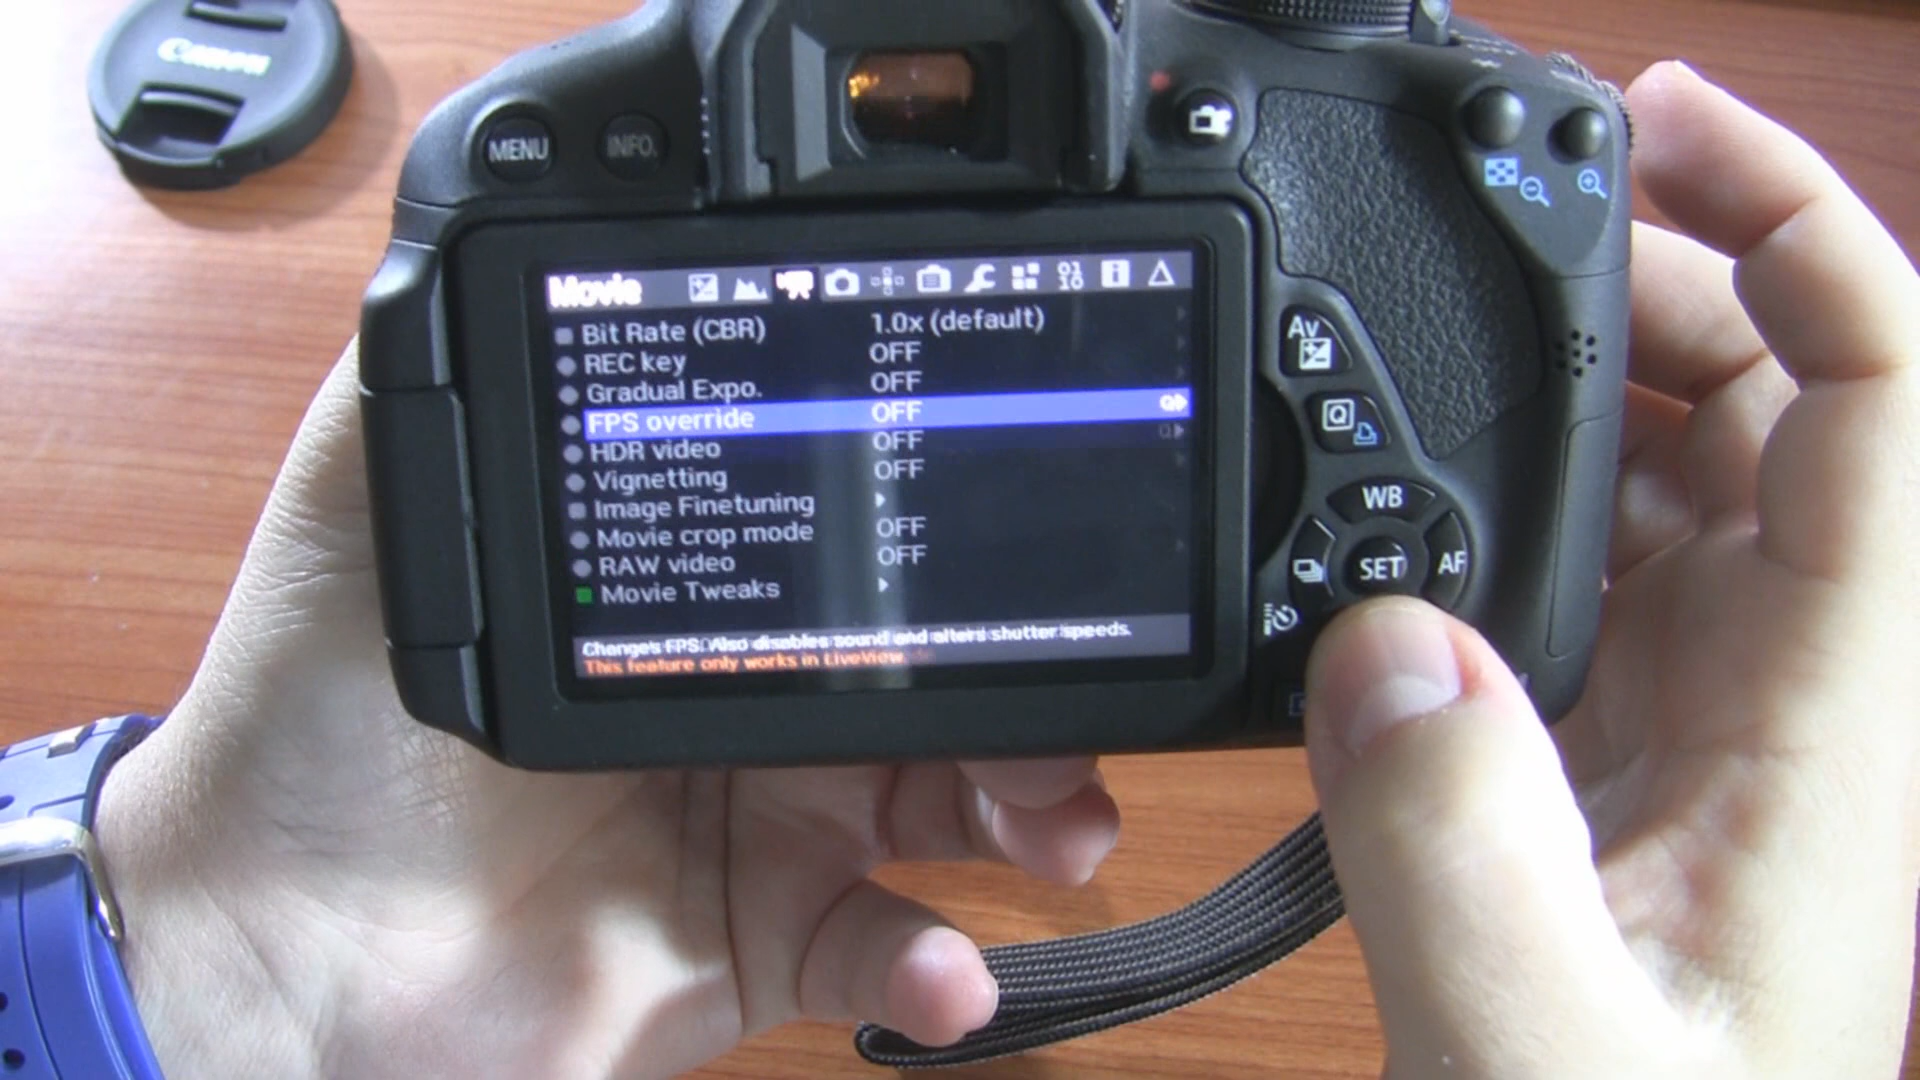 Canon
MENU
INFO.
Movie
Bit Rate (CBR) 1.0x (default)
REC key OFF
Gradual Expo. OFF
FPS override OFF
HDR video OFF
Vignetting OFF
Image Finetuning
Movie crop mode OFF
RAW video OFF
Movie Tweaks
Changes FPS. Also disables sound and alters shutter speeds.
This feature only works in LiveView
Av
Q
WB
SET
AF